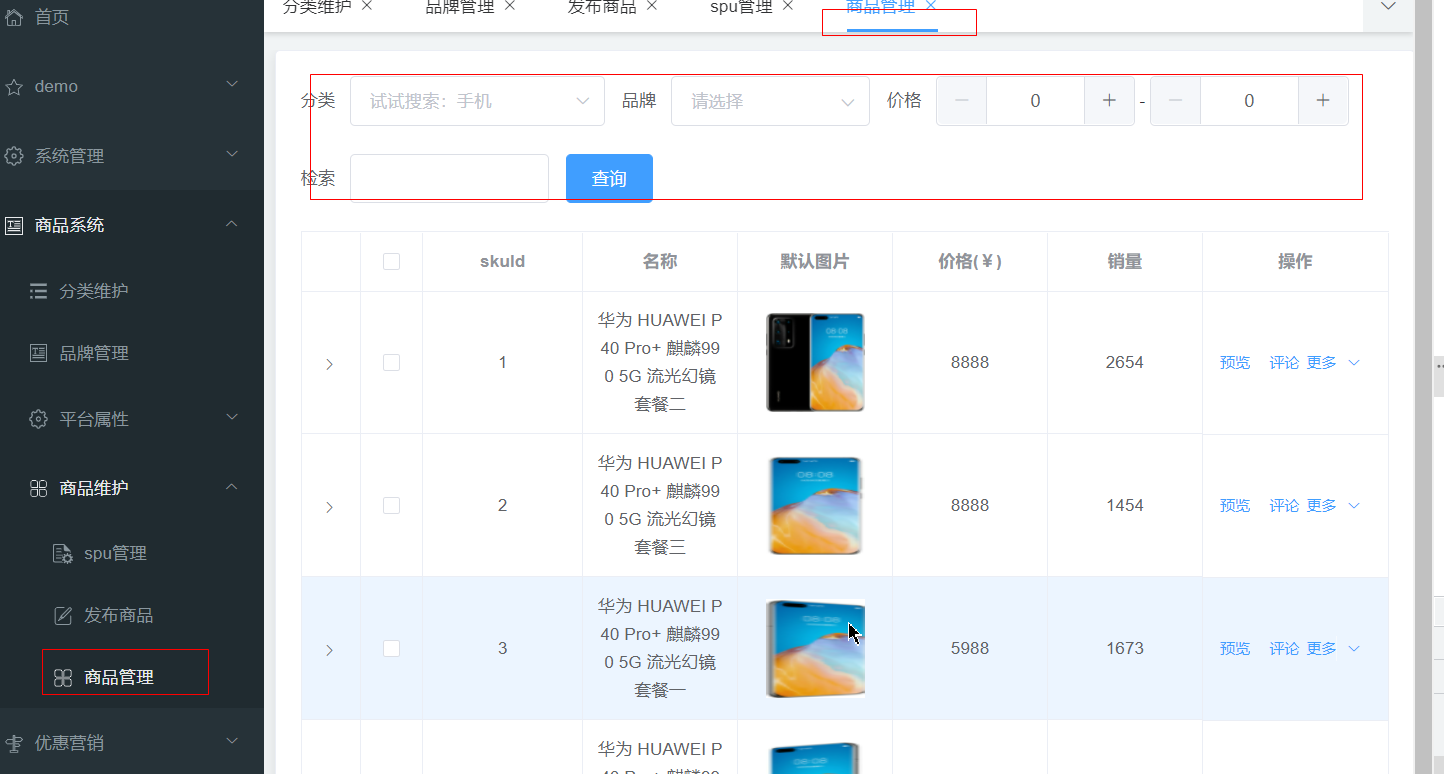 首页
demo
系统管理
商品系统
分类维护
品牌管理
平台属性
商品维护
spu管理
发布商品
商品管理
优惠营销
分类维护 品牌管理 发布商品 spu管理 商品管理
分类 试试搜索：手机 品牌 请选择 价格 0 - 0
检索 查询
skuId 名称 默认图片 价格(￥) 销量 操作
华为 HUAWEI P
40 Pro+ 麒麟99
1 0 5G 流光幻镜 8888 2654 预览 评论 更多
套餐二
08:08
华为 HUAWEI P
40 Pro+ 麒麟99
2 0 5G 流光幻镜 8888 1454 预览 评论 更多
套餐三
08:08
华为 HUAWEI P
40 Pro+ 麒麟99
3 0 5G 流光幻镜 5988 1673 预览 评论 更多
套餐一
08:08
华为 HUAWEI P
40 Pro+ 麒麟99